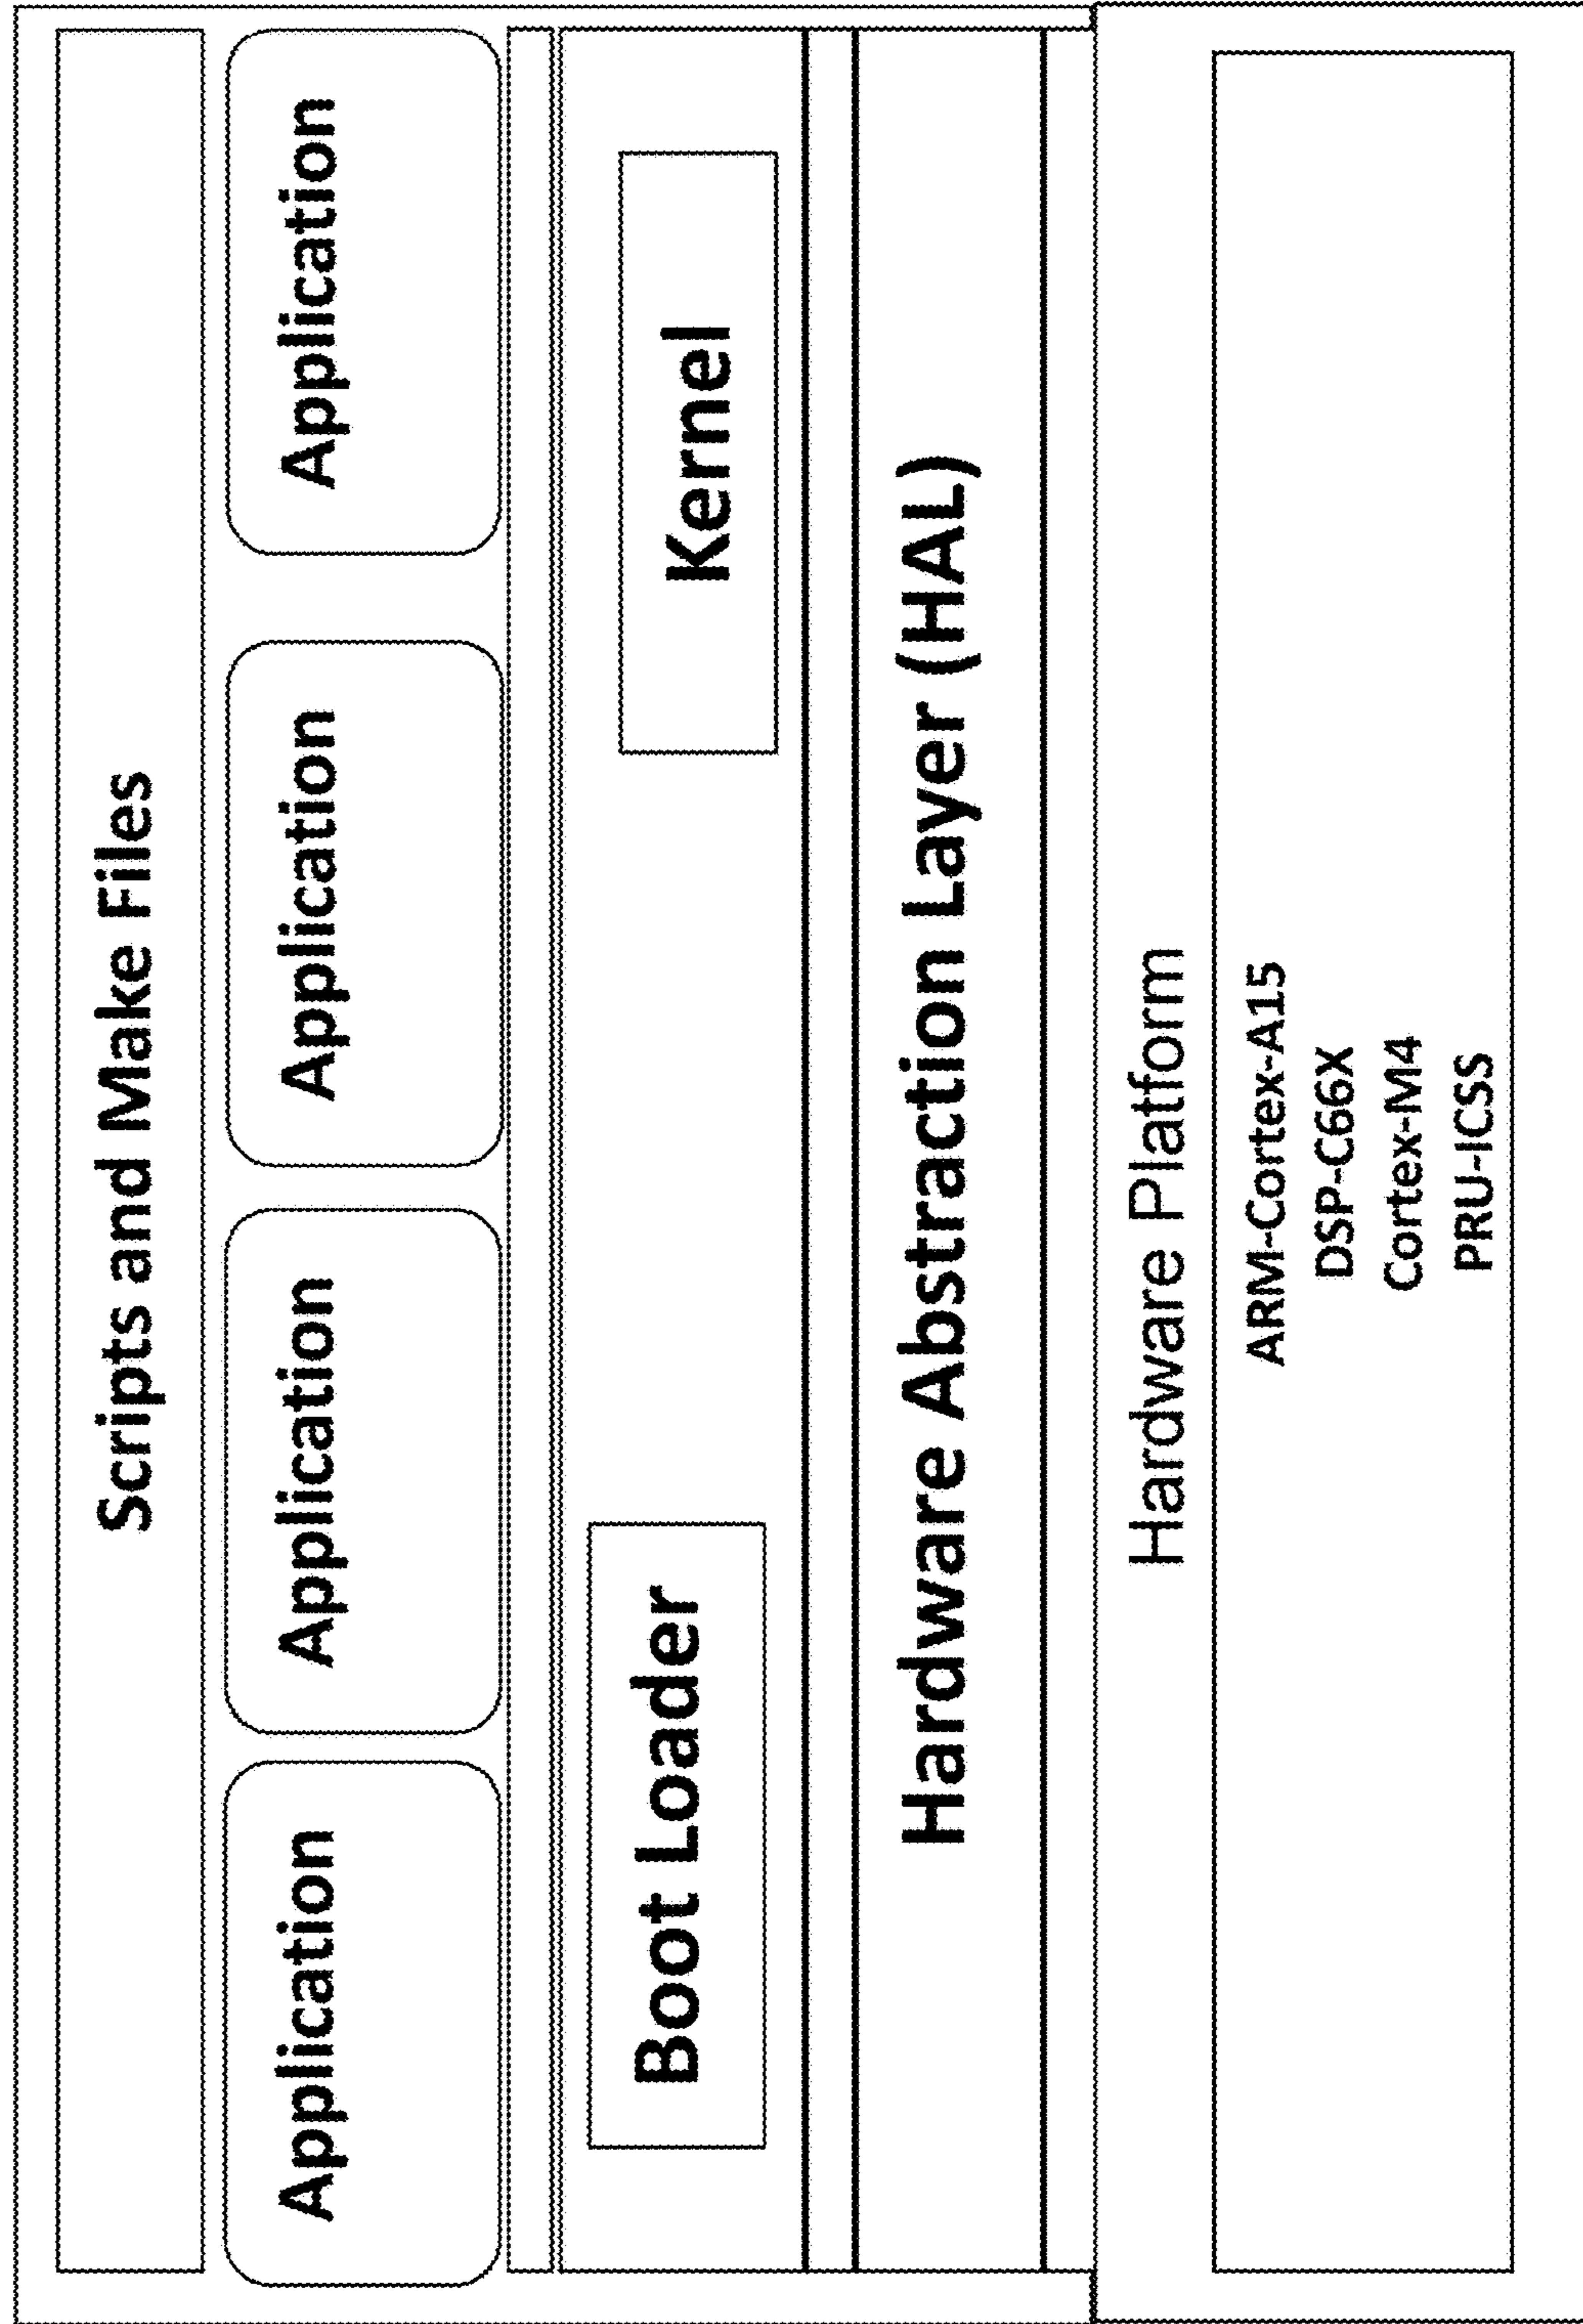 Scripts and Make Files
Application
Application
Application
Application
Boot Loader
Kernel
Hardware Abstraction Layer (HAL)
Hardware Platform
ARM-Cortex-A15
DSP-C66X
Cortex-M4
PRU-ICSS